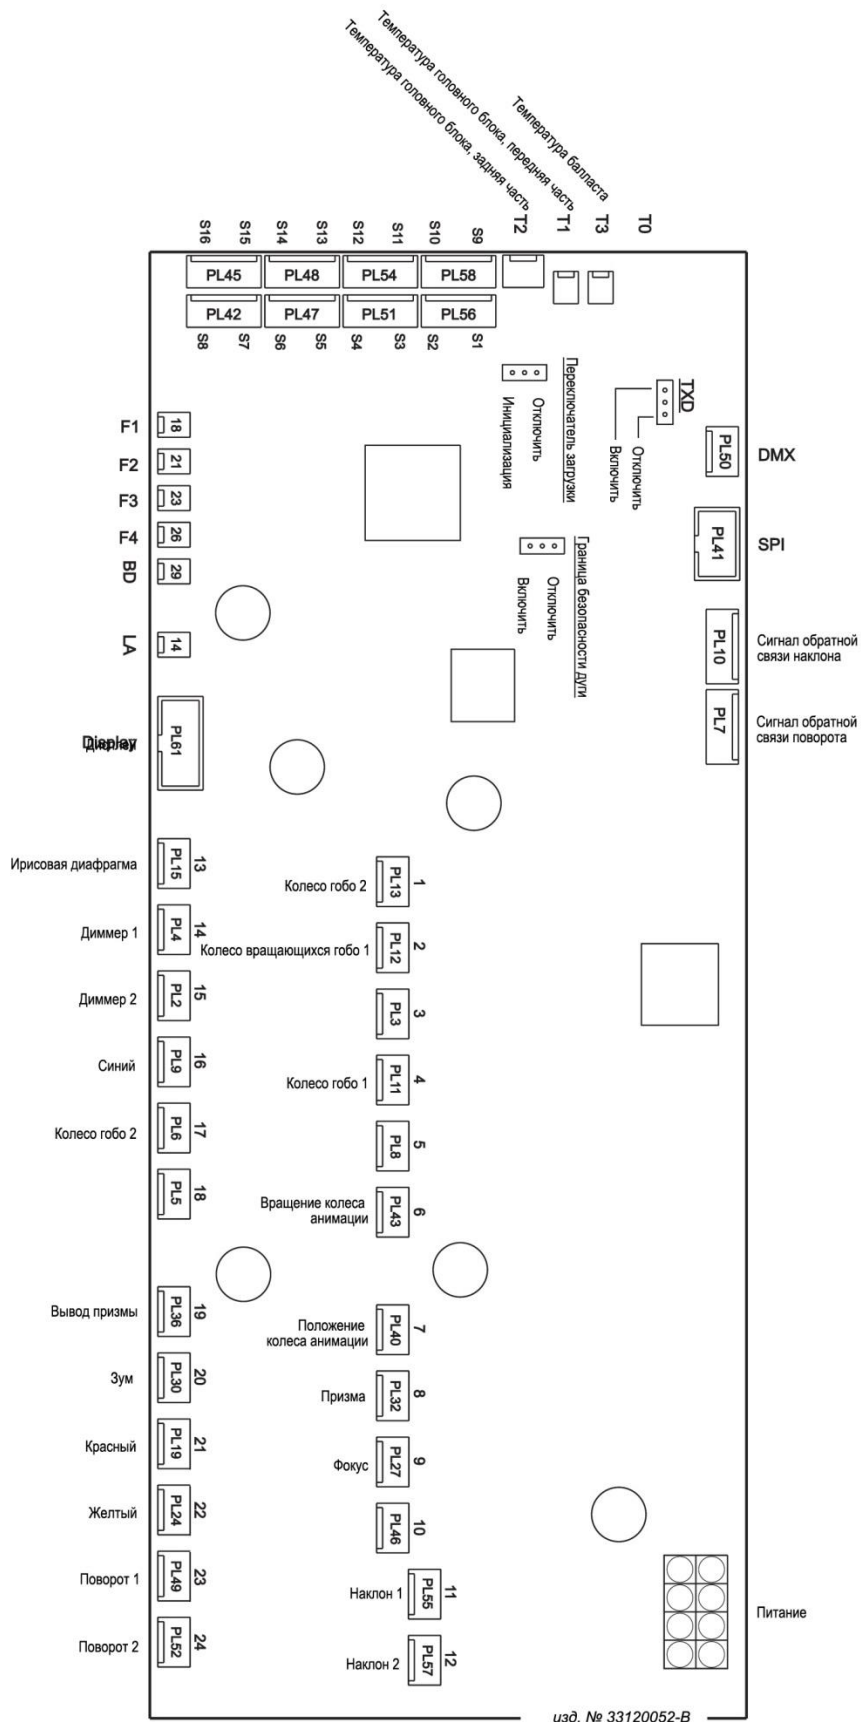 Температура головного блока, задняя часть
Температура головного блока, передняя часть
Температура балласта
S16 S15 S14 S13 S12 S11 S10 S9 T2 T1 T3 T0
PL45 PL48 PL54 PL58
PL42 PL47 PL51 PL56
S8 S7 S6 S5 S4 S3 S2 S1
Переключатель загрузки
Отключить
Инициализация
TXD
Отключить
Включить
F1 18
F2 21
F3 23
F4 26
BD 29
LA 14
PL50 DMX
PL41 SPI
Граница безопасности дуги
Отключить
Включить
PL10 Сигнал обратной
связи наклона
PL7 Сигнал обратной
связи поворота
Display PL61
Дисплей
Ирисовая диафрагма PL15 13
Диммер 1 PL4 14
Диммер 2 PL2 15
Синий PL9 16
Колесо гобо 2 PL6 17
PL5 18
Вывод призмы PL36 19
Зум PL30 20
Красный PL19 21
Желтый PL24 22
Поворот 1 PL49 23
Поворот 2 PL52 24
Колесо гобо 2 PL13 1
Колесо вращающихся гобо 1 PL12 2
PL3 3
Колесо гобо 1 PL11 4
PL8 5
Вращение колеса
анимации PL43 6
Положение
колеса анимации PL40 7
Призма PL32 8
Фокус PL27 9
PL46 10
Наклон 1 PL55 11
Наклон 2 PL57 12
Питание
изд. № 33120052-B